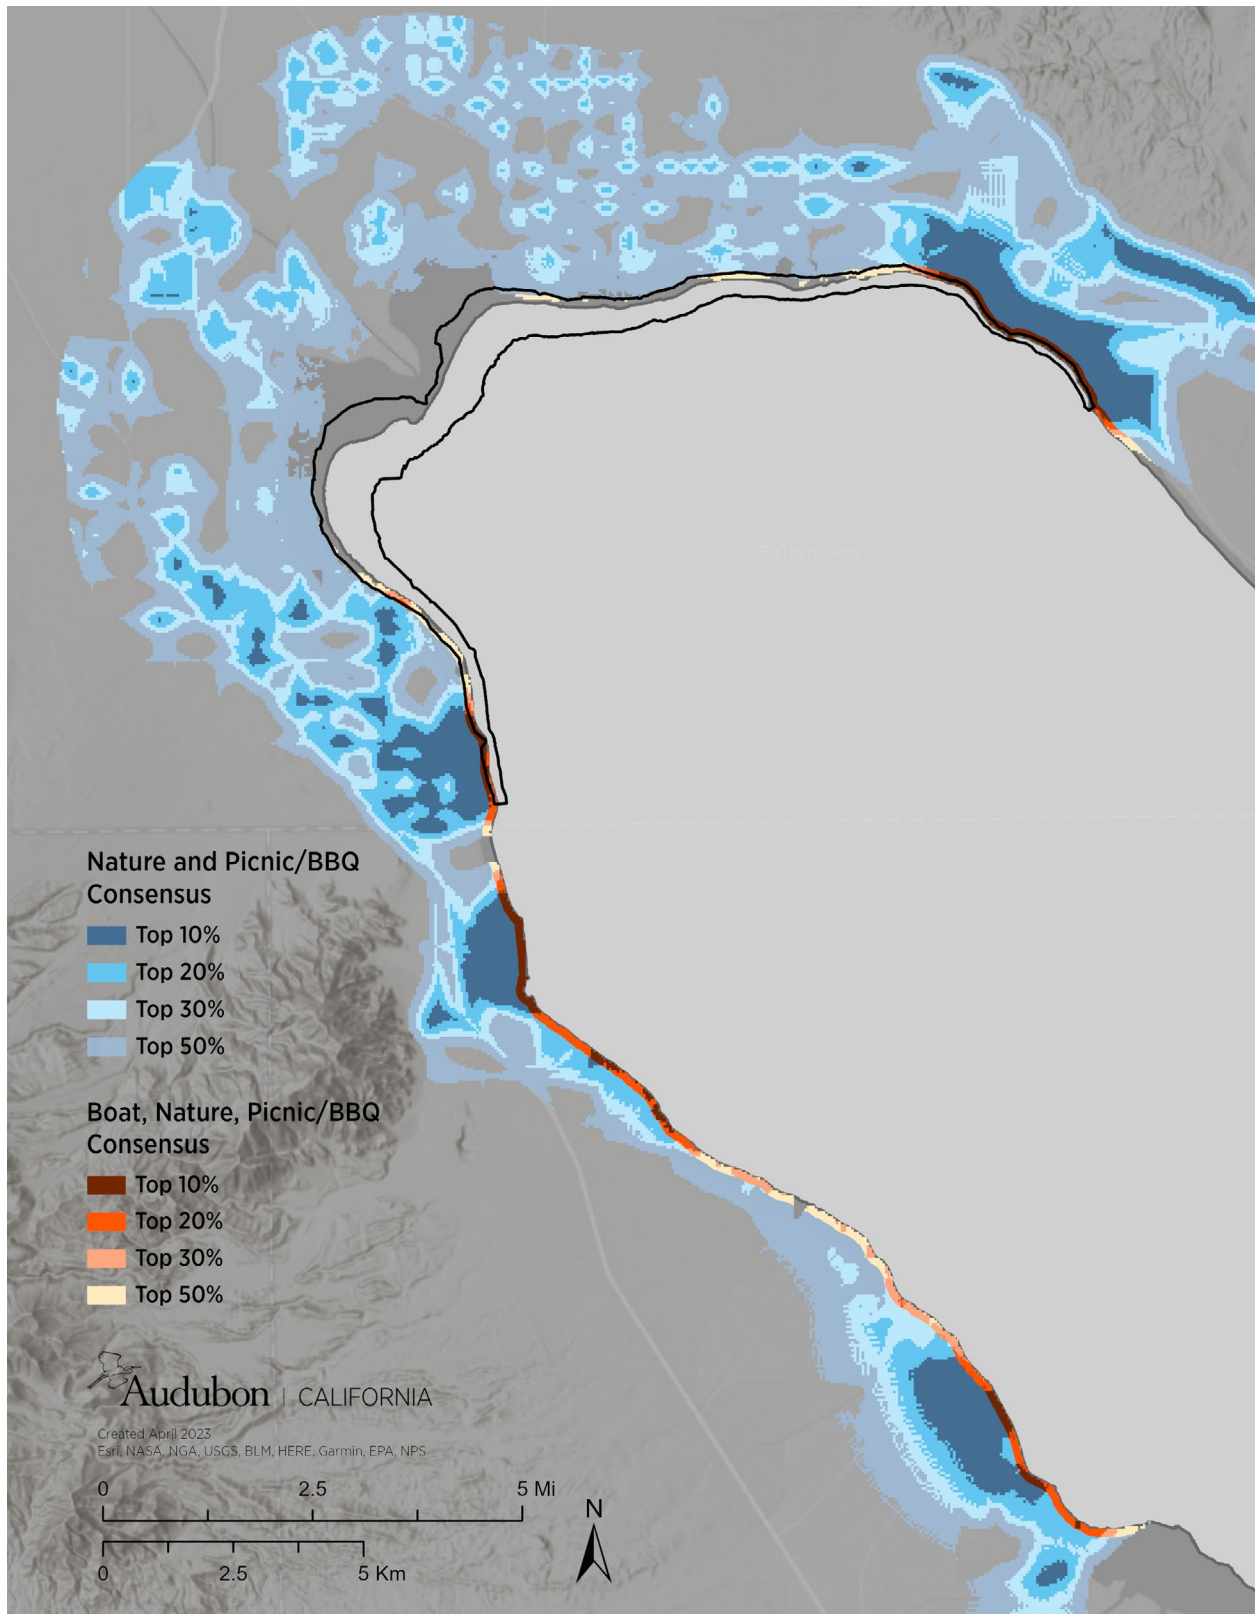 Salton Sea
Nature and Picnic/BBQ
Consensus
Top 10%
Top 20%
Top 30%
Top 50%
Boat, Nature, Picnic/BBQ
Consensus
Top 10%
Top 20%
Top 30%
Top 50%
Audubon | CALIFORNIA
Created April 2023
Esri, NASA, NGA, USGS, BLM, HERE, Garmin, EPA, NPS
0 2.5 5 Mi
N
0 2.5 5 Km